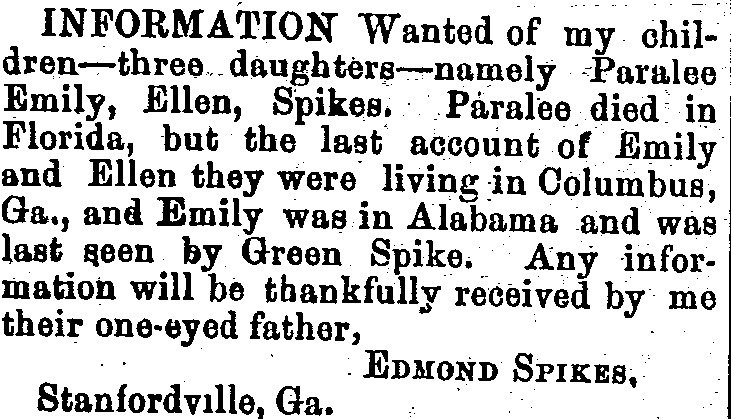 INFORMATION Wanted of my chil-
dren—three daughters—namely Paralee
Emily, Ellen, Spikes. Paralee died in
Florida, but the last account of Emily
and Ellen they were living in Columbus,
Ga., and Emily was in Alabama and was
last seen by Green Spike. Any infor-
mation will be thankfully received by me
their one-eyed father,
EDMOND SPIKES,
Stanfordville, Ga.